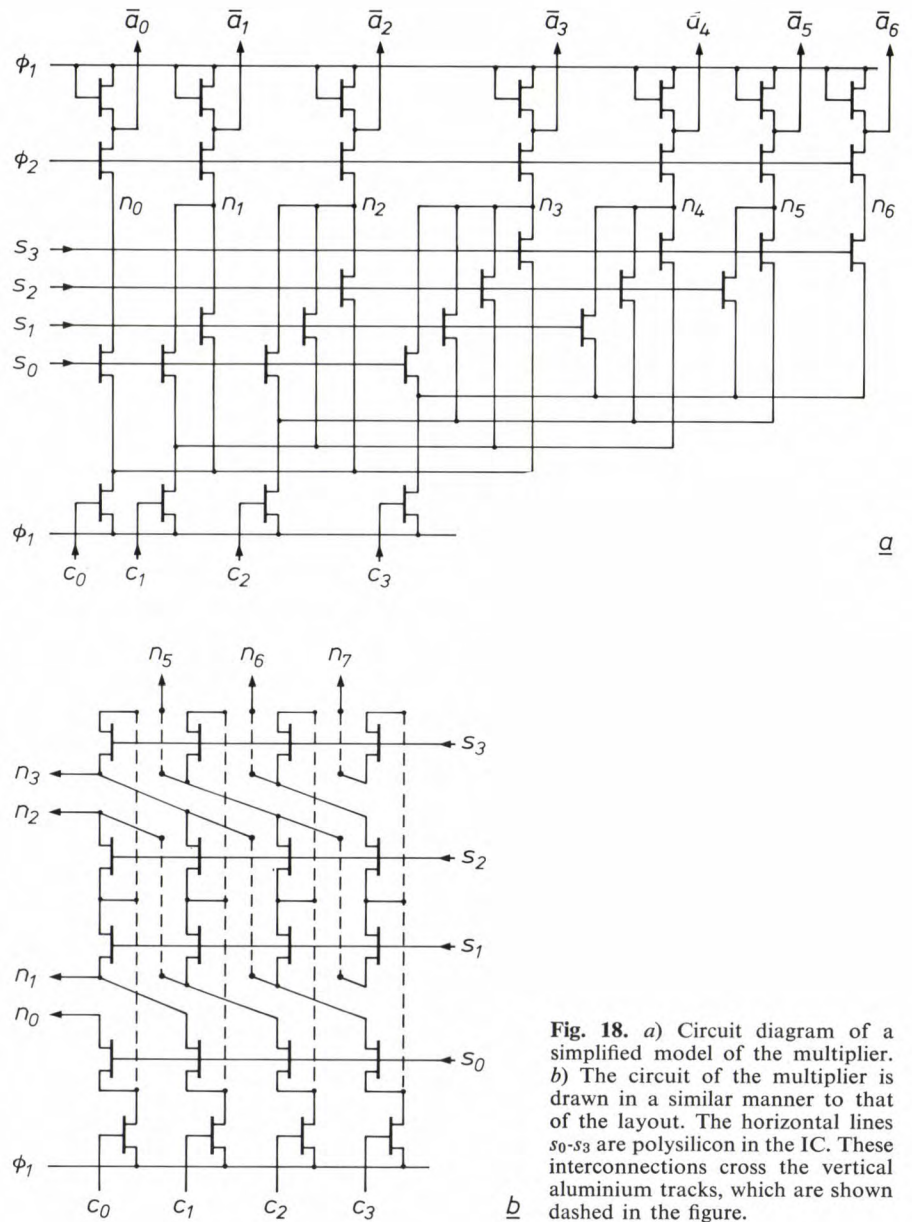 ā0 ā1 ā2 ā3 ā4 ā5 ā6
ϕ1
ϕ2
n0 n1 n2 n3 n4 n5 n6
s3
s2
s1
s0
ϕ1
c0 c1 c2 c3
a
n5 n6 n7
s3
n3
n2
s2
s1
n1
n0
s0
ϕ1
c0 c1 c2 c3
b
Fig. 18. a) Circuit diagram of a
simplified model of the multiplier.
b) The circuit of the multiplier is
drawn in a similar manner to that
of the layout. The horizontal lines
s0-s3 are polysilicon in the IC. These
interconnections cross the vertical
aluminium tracks, which are shown
dashed in the figure.